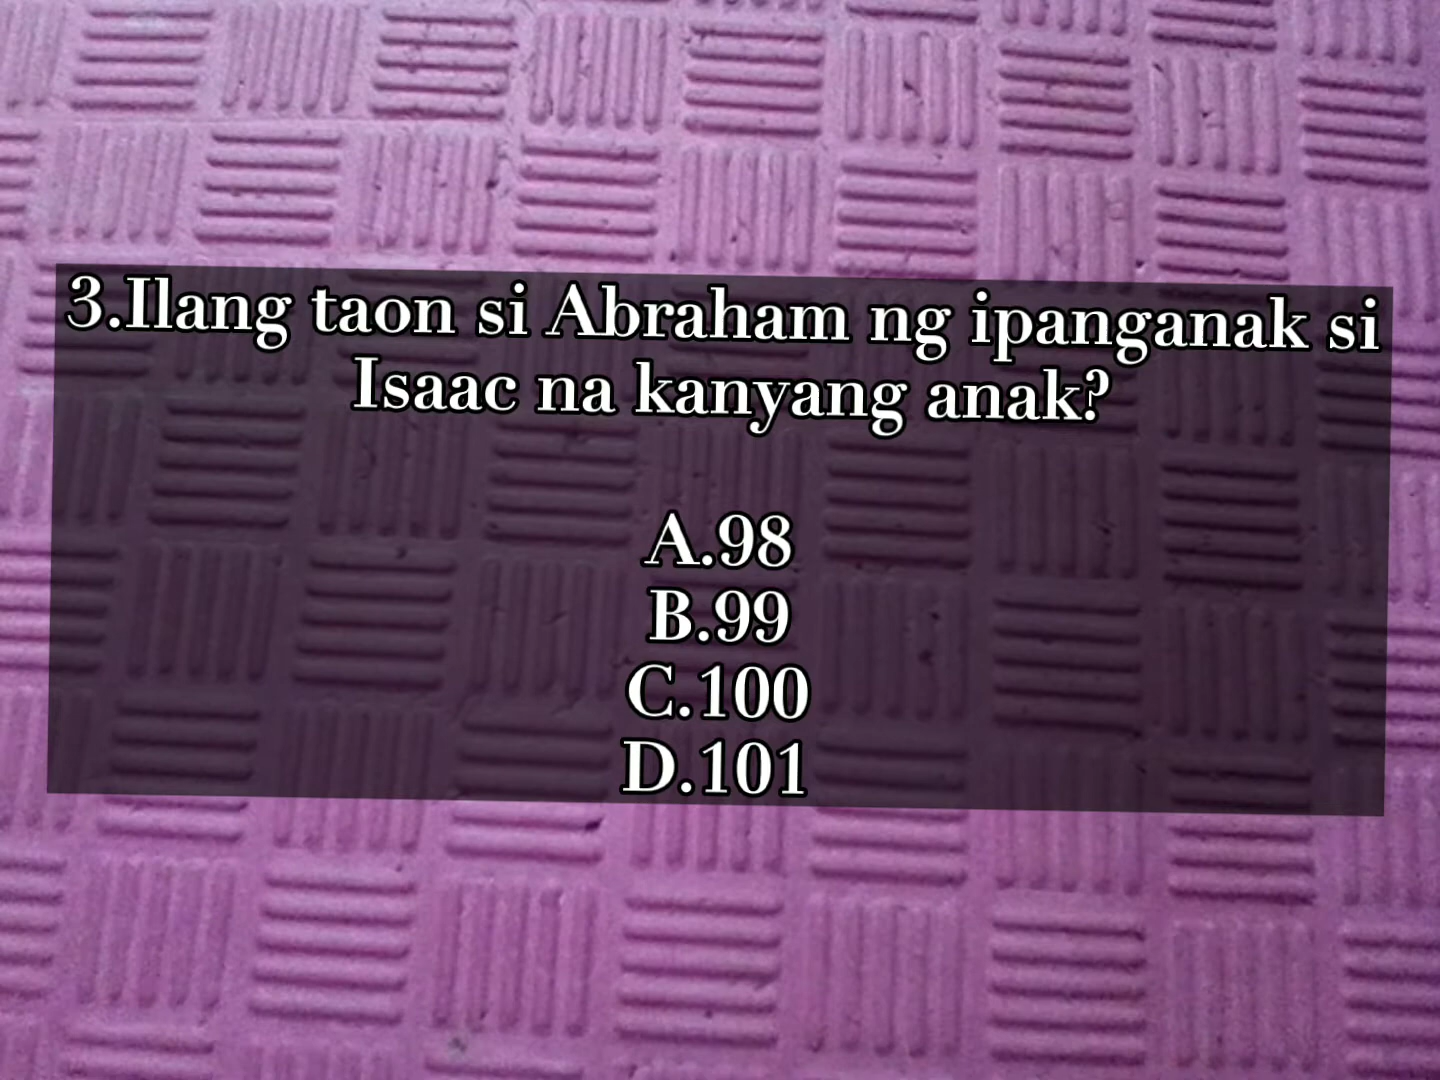 3.Ilang taon si Abraham ng ipanganak si
Isaac na kanyang anak?
A.98
B.99
C.100
D.101